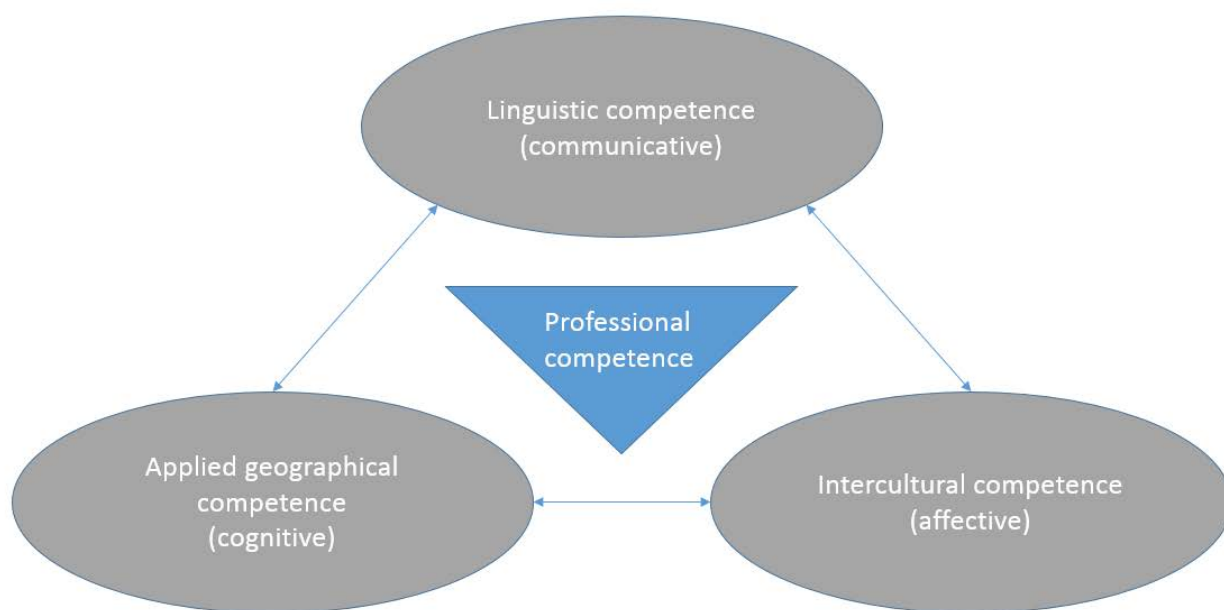 Linguistic competence
(communicative)
Professional
competence
Applied geographical
competence
(cognitive)
Intercultural competence
(affective)